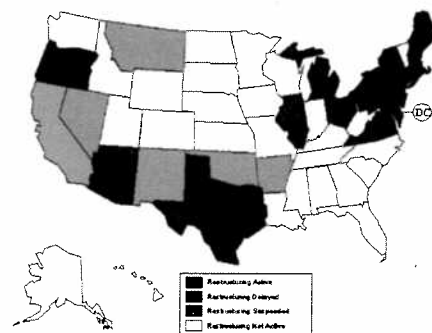 DC
Restructuring Active
Restructuring Delayed
Restructuring Suspended
Restructuring Not Active